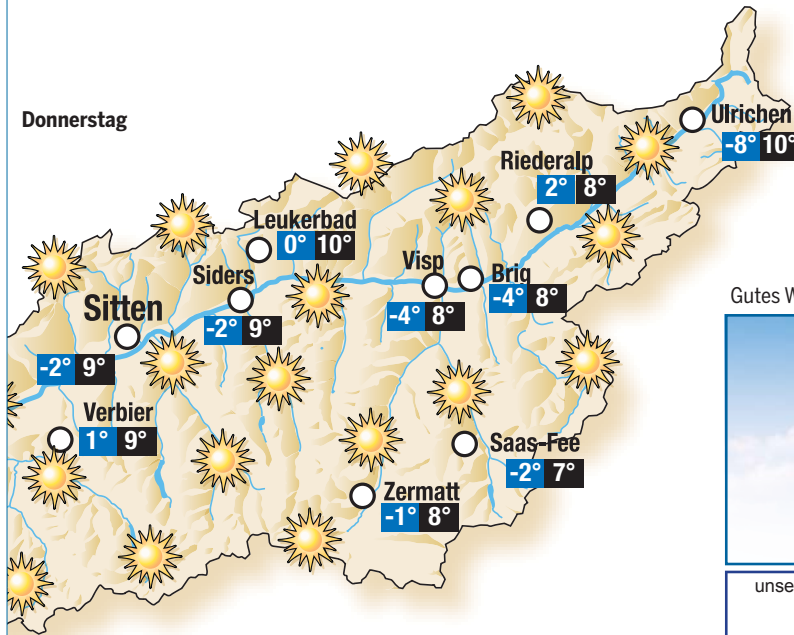 Donnerstag
Ulrichen
-8° 10°
Riederalp
2° 8°
Leukerbad
0° 10°
Visp
-4° 8°
Brig
-4° 8°
Siders
-2° 9°
Sitten
-2° 9°
Verbier
1° 9°
Saas-Fee
-2° 7°
Zermatt
-1° 8°
Gutes W
unse